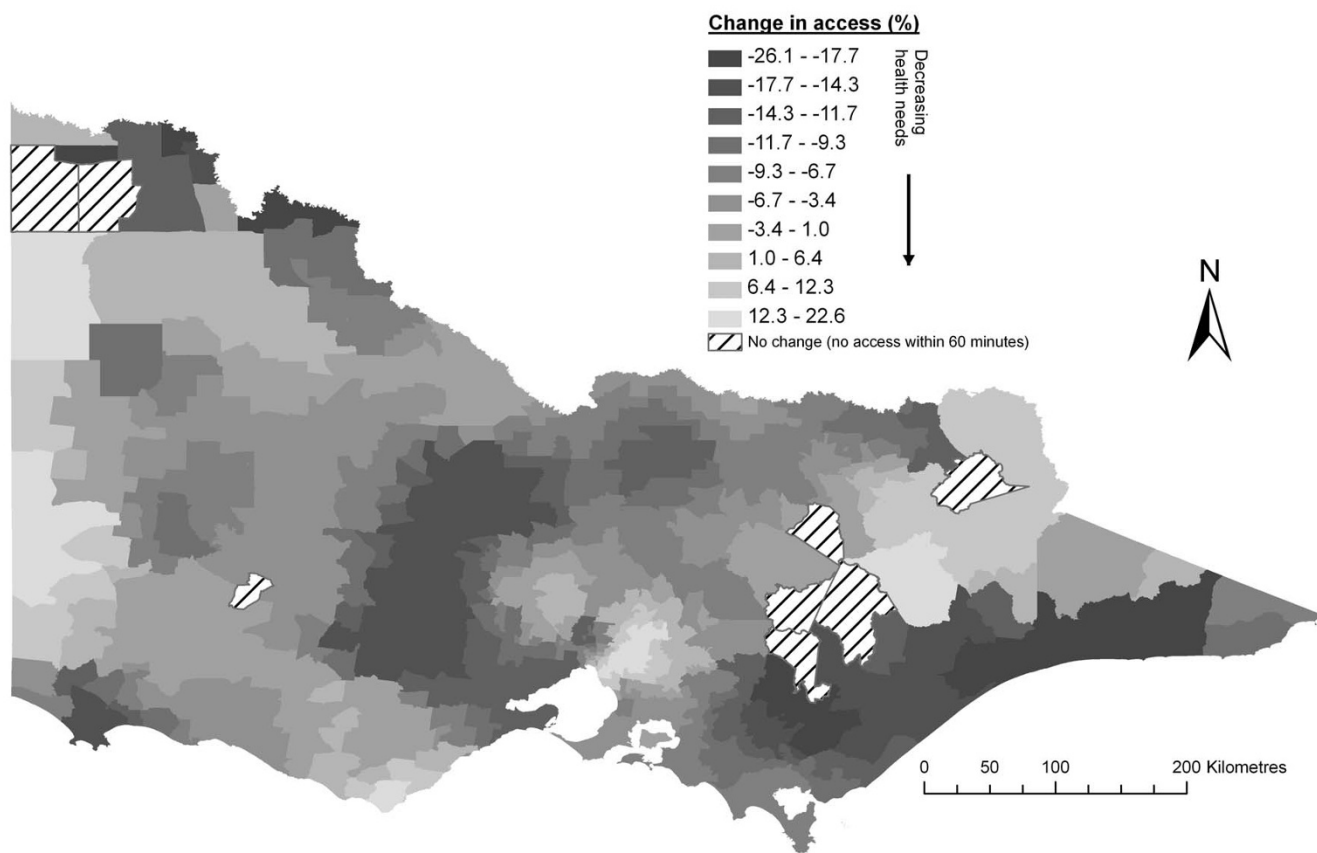 Change in access (%)
-26.1 - -17.7
-17.7 - -14.3
-14.3 - -11.7
-11.7 - -9.3
-9.3 - -6.7
-6.7 - -3.4
-3.4 - 1.0
1.0 - 6.4
6.4 - 12.3
12.3 - 22.6
No change (no access within 60 minutes)
Decreasing
health needs
N
0 50 100 200 Kilometres